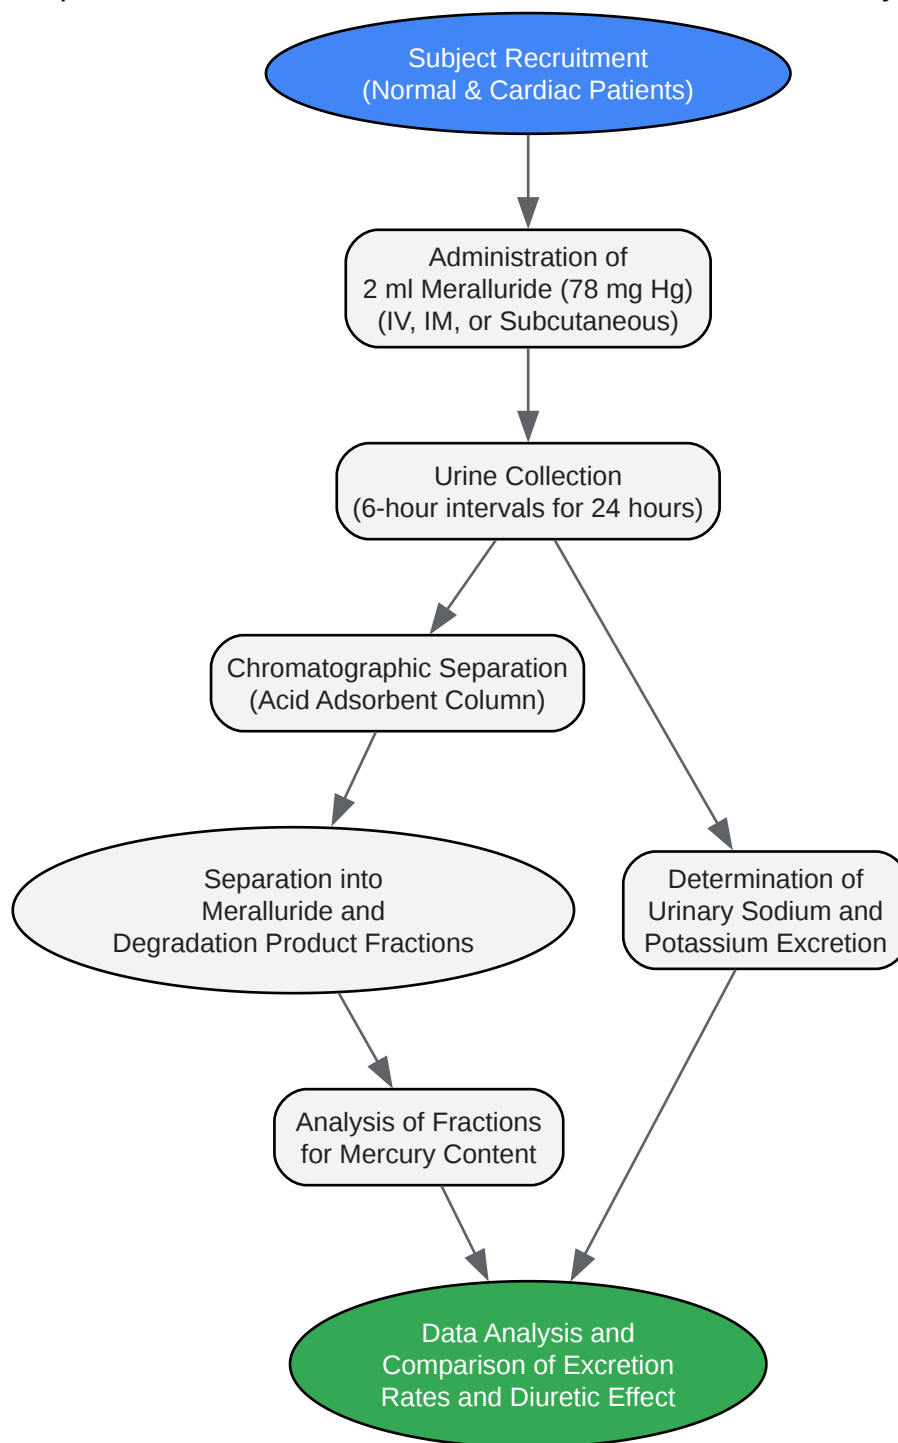 Subject Recruitment
(Normal & Cardiac Patients)
Administration of
2 ml Meralluride (78 mg Hg)
(IV, IM, or Subcutaneous)
Urine Collection
(6-hour intervals for 24 hours)
Chromatographic Separation
(Acid Adsorbent Column)
Separation into
Meralluride and
Degradation Product Fractions
Determination of
Urinary Sodium and
Potassium Excretion
Analysis of Fractions
for Mercury Content
Data Analysis and
Comparison of Excretion
Rates and Diuretic Effect